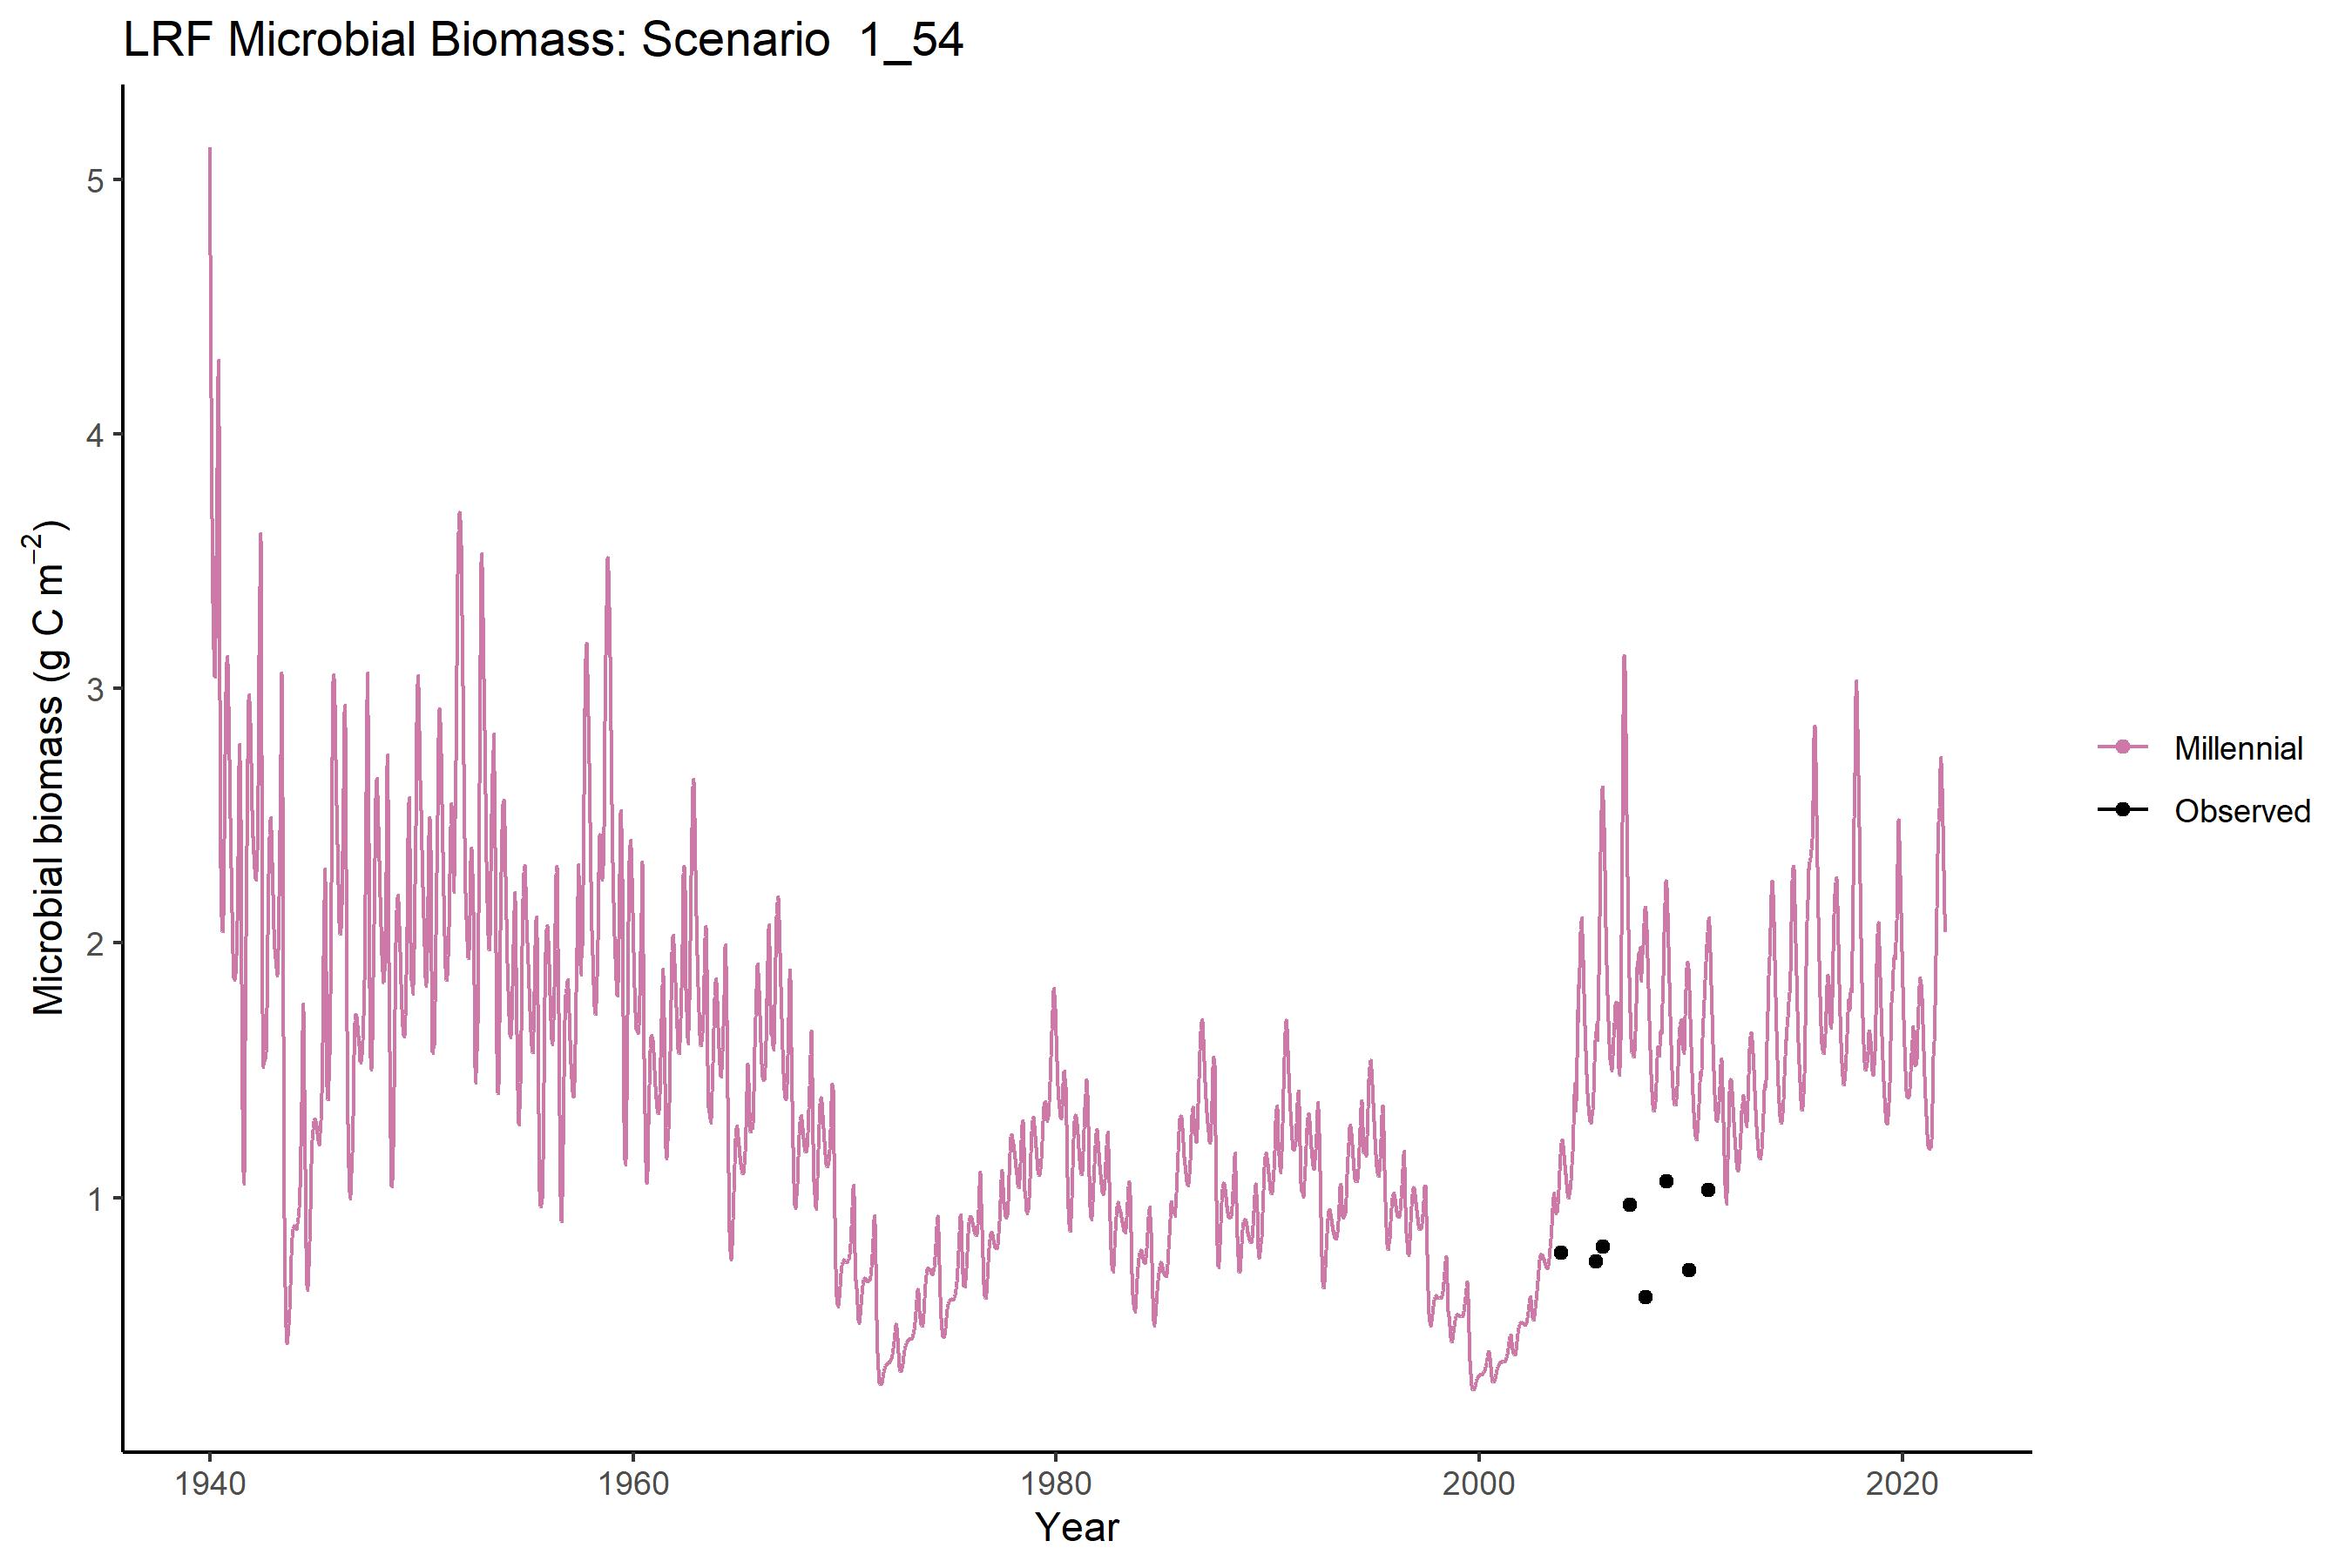 LRF Microbial Biomass: Scenario  1_54
Microbial biomass (g C m⁻²)
5
4
3
2
1
1940 1960 1980 2000 2020
Year
Millennial
Observed